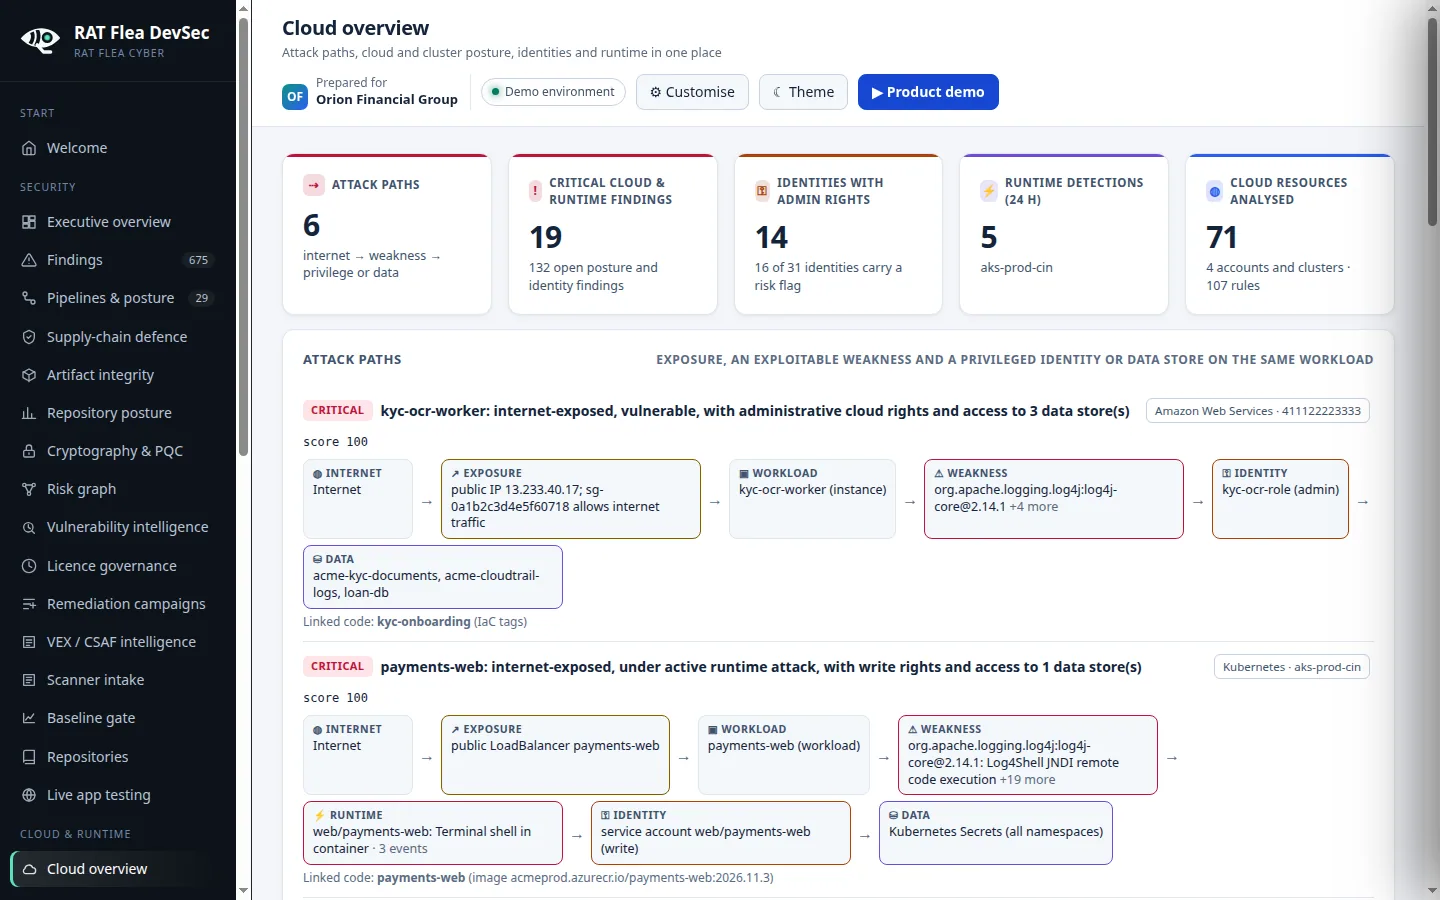 RAT Flea DevSec
RAT FLEA CYBER
START
Welcome
SECURITY
Executive overview
Findings 675
Pipelines & posture 29
Supply-chain defence
Artifact integrity
Repository posture
Cryptography & PQC
Risk graph
Vulnerability intelligence
Licence governance
Remediation campaigns
VEX / CSAF intelligence
Scanner intake
Baseline gate
Repositories
Live app testing
CLOUD & RUNTIME
Cloud overview
Cloud overview
Attack paths, cloud and cluster posture, identities and runtime in one place
OF
Prepared for
Orion Financial Group
Demo environment
⚙ Customise
☾ Theme
▶ Product demo
ATTACK PATHS
6
internet → weakness →
privilege or data
CRITICAL CLOUD &
RUNTIME FINDINGS
19
132 open posture and
identity findings
IDENTITIES WITH
ADMIN RIGHTS
14
16 of 31 identities carry a
risk flag
RUNTIME DETECTIONS
(24 H)
5
aks-prod-cin
CLOUD RESOURCES
ANALYSED
71
4 accounts and clusters ·
107 rules
ATTACK PATHS
EXPOSURE, AN EXPLOITABLE WEAKNESS AND A PRIVILEGED IDENTITY OR DATA STORE ON THE SAME WORKLOAD
CRITICAL kyc-ocr-worker: internet-exposed, vulnerable, with administrative cloud rights and access to 3 data store(s)
Amazon Web Services · 411122223333
score 100
INTERNET
Internet
→
↗ EXPOSURE
public IP 13.233.40.17; sg-
0a1b2c3d4e5f60718 allows internet
traffic
→
WORKLOAD
kyc-ocr-worker (instance)
→
⚠ WEAKNESS
org.apache.logging.log4j:log4j-
core@2.14.1 +4 more
→
IDENTITY
kyc-ocr-role (admin)
→
DATA
acme-kyc-documents, acme-cloudtrail-
logs, loan-db
Linked code: kyc-onboarding (IaC tags)
CRITICAL payments-web: internet-exposed, under active runtime attack, with write rights and access to 1 data store(s)
Kubernetes · aks-prod-cin
score 100
INTERNET
Internet
→
↗ EXPOSURE
public LoadBalancer payments-web
→
WORKLOAD
payments-web (workload)
→
⚠ WEAKNESS
org.apache.logging.log4j:log4j-
core@2.14.1: Log4Shell JNDI remote
code execution +19 more
→
⚡ RUNTIME
web/payments-web: Terminal shell in
container · 3 events
→
IDENTITY
service account web/payments-web
(write)
→
DATA
Kubernetes Secrets (all namespaces)
Linked code: payments-web (image acmeprod.azurecr.io/payments-web:2026.11.3)